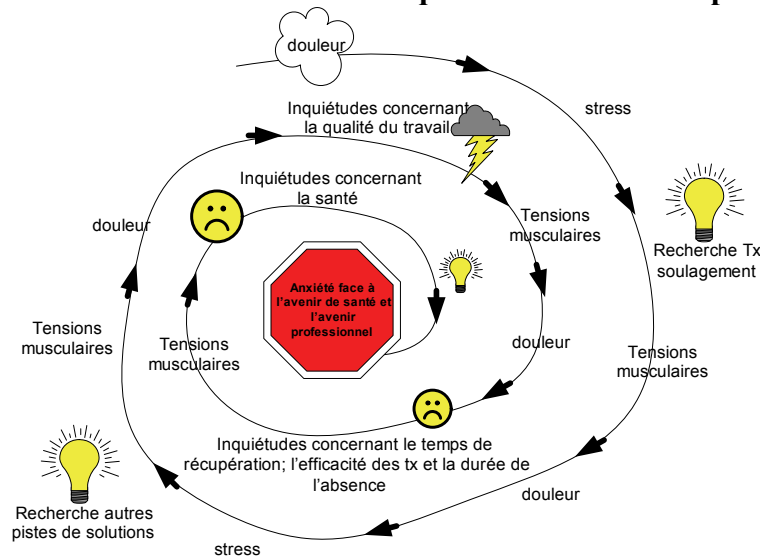 douleur
stress
Inquiétudes concernant
la qualité du travail
Inquiétudes concernant
la santé
douleur
Tensions
musculaires
Recherche Tx
soulagement
Anxiété face à
l’avenir de santé et
l’avenir
professionnel
Tensions
musculaires
Tensions
musculaires
douleur
Tensions
musculaires
Inquiétudes concernant le temps de
récupération; l’efficacité des tx et la durée de
l’absence
douleur
Recherche autres
pistes de solutions
stress